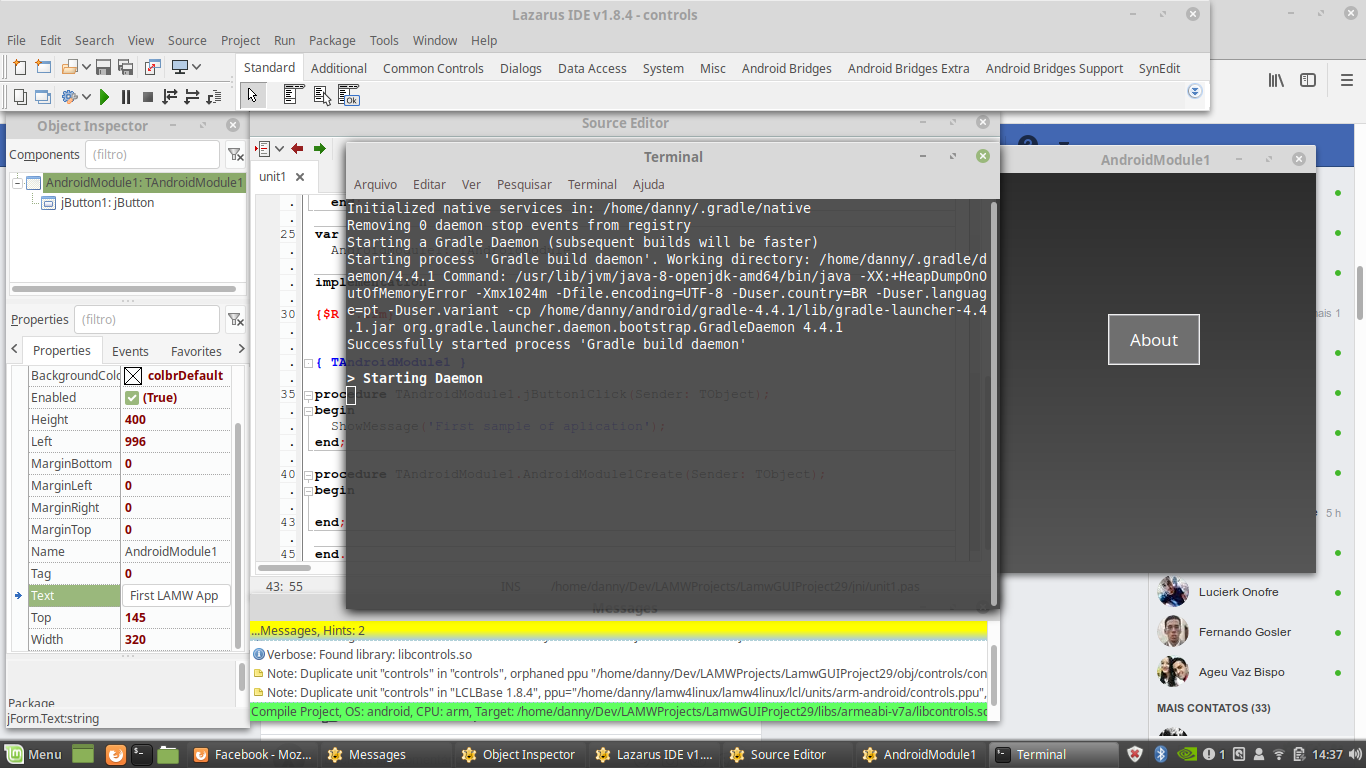 Lazarus IDE v1.8.4 - controls
File Edit Search View Source Project Run Package Tools Window Help
Standard Additional Common Controls Dialogs Data Access System Misc Android Bridges Android Bridges Extra Android Bridges Support SynEdit
Ok
Object Inspector
Components (filtro)
AndroidModule1: TAndroidModule1
jButton1: jButton
Properties (filtro)
Properties Events Favorites
BackgroundColo colbrDefault
Enabled (True)
Height 400
Left 996
MarginBottom 0
MarginLeft 0
MarginRight 0
MarginTop 0
Name AndroidModule1
Tag 0
Text First LAMW App
Top 145
Width 320
Package
jForm.Text:string
Source Editor
unit1
en
25 var
An
implementation
30 {$R
{ TAndroidModule1 }
35 procedure TAndroidModule1.jButton1Click(Sender: TObject);
begin
ShowMessage('First sample of aplication');
end;
40 procedure TAndroidModule1.AndroidModule1Create(Sender: TObject);
begin
43 end;
45 end.
43: 55 INS /home/danny/Dev/LAMWProjects/LamwGUIProject29/jni/unit1.pas
Terminal
Arquivo Editar Ver Pesquisar Terminal Ajuda
Initialized native services in: /home/danny/.gradle/native
Removing 0 daemon stop events from registry
Starting a Gradle Daemon (subsequent builds will be faster)
Starting process 'Gradle build daemon'. Working directory: /home/danny/.gradle/d
aemon/4.4.1 Command: /usr/lib/jvm/java-8-openjdk-amd64/bin/java -XX:+HeapDumpOnO
utOfMemoryError -Xmx1024m -Dfile.encoding=UTF-8 -Duser.country=BR -Duser.languag
e=pt -Duser.variant -cp /home/danny/android/gradle-4.4.1/lib/gradle-launcher-4.4
.1.jar org.gradle.launcher.daemon.bootstrap.GradleDaemon 4.4.1
Successfully started process 'Gradle build daemon'
> Starting Daemon
Messages
...Messages, Hints: 2
Verbose: Found library: libcontrols.so
Note: Duplicate unit "controls" in "controls", orphaned ppu "/home/danny/Dev/LAMWProjects/LamwGUIProject29/obj/controls/con
Note: Duplicate unit "controls" in "LCLBase 1.8.4", ppu="/home/danny/lamw4linux/lamw4linux/lcl/units/arm-android/controls.ppu",
Compile Project, OS: android, CPU: arm, Target: /home/danny/Dev/LAMWProjects/LamwGUIProject29/libs/armeabi-v7a/libcontrols.so
AndroidModule1
About
mais 1
5 h
Lucierk Onofre
Fernando Gosler
Ageu Vaz Bispo
MAIS CONTATOS (33)
Menu Facebook - Moz... Messages Object Inspector Lazarus IDE v1.... Source Editor AndroidModule1 Terminal 1 14:37